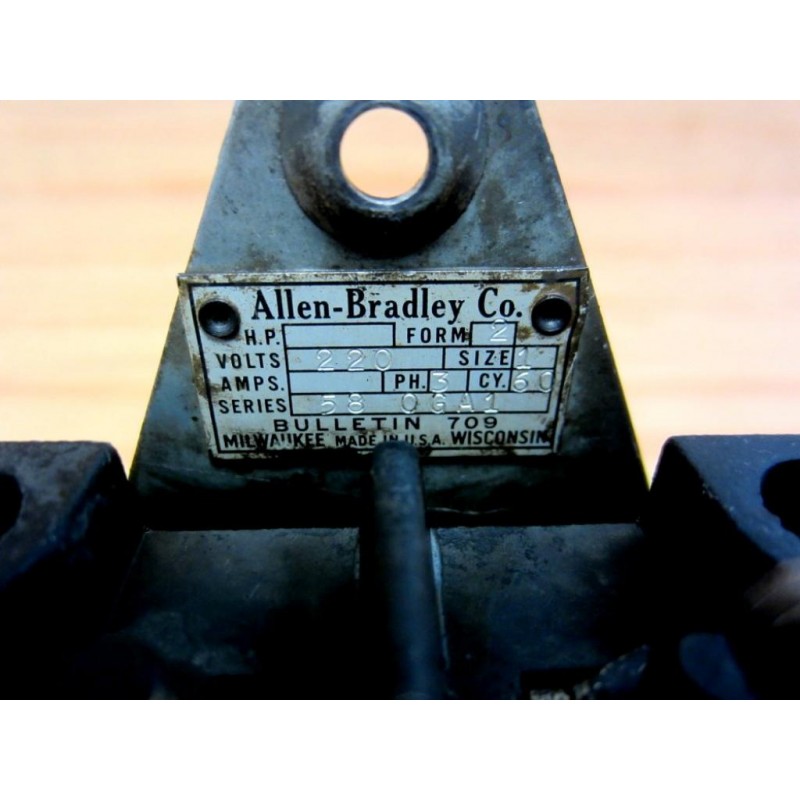 Allen-Bradley Co.
H.P. FORM 2
VOLTS 220 SIZE 1
AMPS. PH. 3 CY. 60
SERIES 58 OGA1
BULLETIN 709
MILWAUKEE MADE IN U.S.A. WISCONSIN